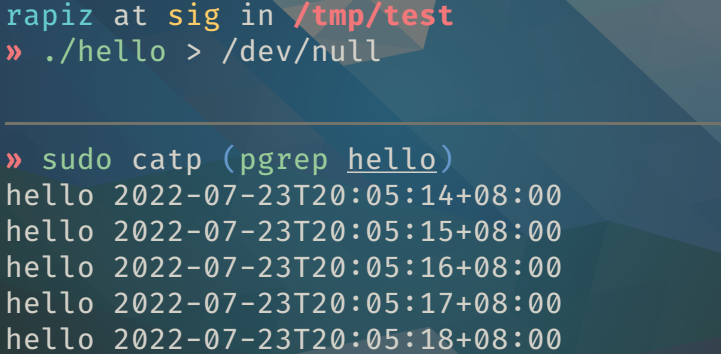 rapiz at sig in /tmp/test
» ./hello > /dev/null
» sudo catp (pgrep hello)
hello 2022-07-23T20:05:14+08:00
hello 2022-07-23T20:05:15+08:00
hello 2022-07-23T20:05:16+08:00
hello 2022-07-23T20:05:17+08:00
hello 2022-07-23T20:05:18+08:00